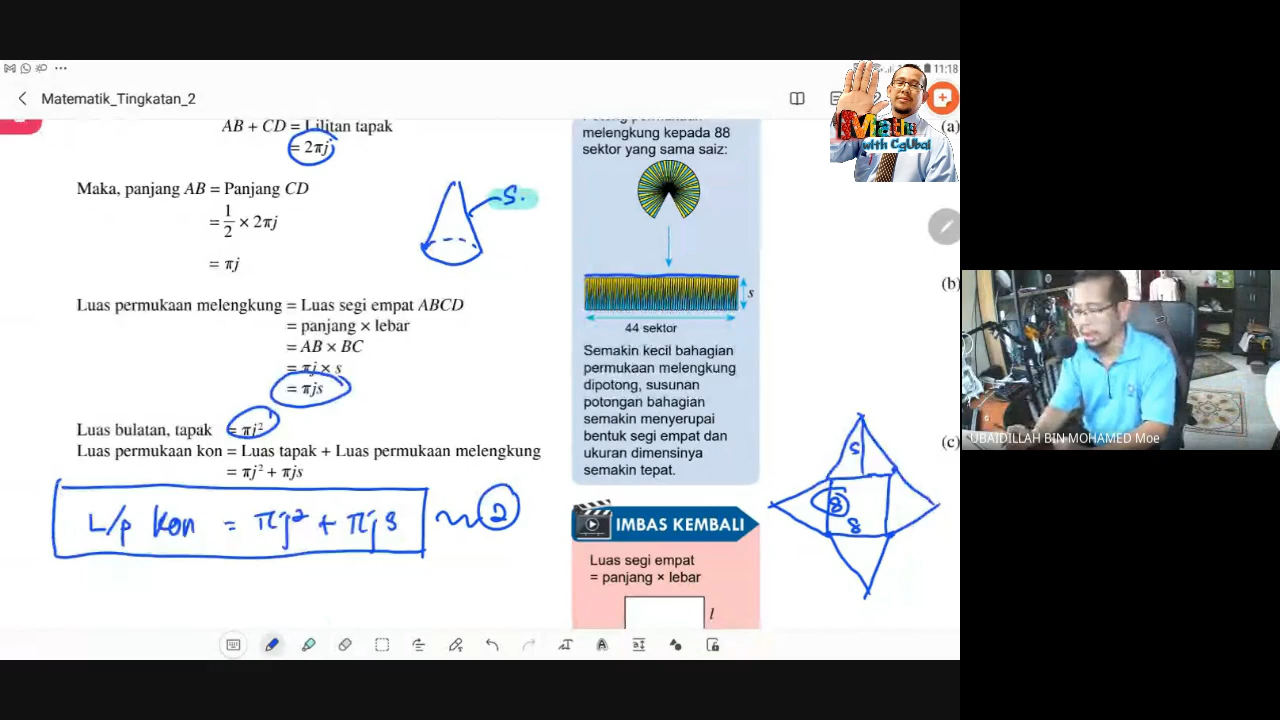 11:18
Matematik_Tingkatan_2
Maths
with CgUbai
AB + CD = Lilitan tapak
= 2πj
Maka, panjang AB = Panjang CD
= 1/2 × 2πj
= πj
S.
Luas permukaan melengkung = Luas segi empat ABCD
= panjang × lebar
= AB × BC
= πj × s
= πjs
Luas bulatan, tapak = πj²
Luas permukaan kon = Luas tapak + Luas permukaan melengkung
= πj² + πjs
L/p kon = πj² + πjs
2
melengkung kepada 88
sektor yang sama saiz:
s
44 sektor
Semakin kecil bahagian
permukaan melengkung
dipotong, susunan
potongan bahagian
semakin menyerupai
bentuk segi empat dan
ukuran dimensinya
semakin tepat.
IMBAS KEMBALI
Luas segi empat
= panjang × lebar
l
(a)
(b)
(c)
8
8
UBAIDILLAH BIN MOHAMED Moe